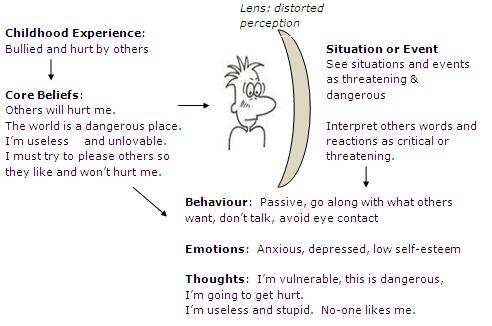 Lens: distorted
perception
Childhood Experience:
Bullied and hurt by others
Core Beliefs:
Others will hurt me.
The world is a dangerous place.
I'm useless and unlovable.
I must try to please others so
they like and won't hurt me.
Situation or Event
See situations and events
as threatening &
dangerous
Interpret others words and
reactions as critical or
threatening.
Behaviour: Passive, go along with what others
want, don't talk, avoid eye contact
Emotions: Anxious, depressed, low self-esteem
Thoughts: I'm vulnerable, this is dangerous,
I'm going to get hurt.
I'm useless and stupid. No-one likes me.